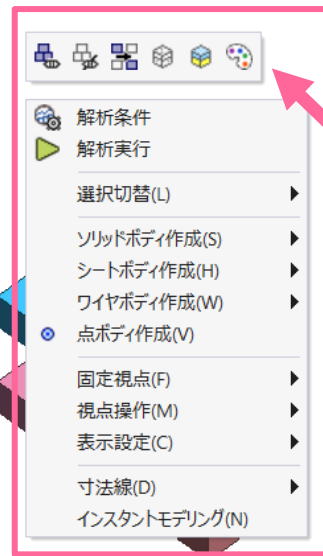 解析条件
解析実行
選択切替(L)
ソリッドボディ作成(S)
シートボディ作成(H)
ワイヤボディ作成(W)
点ボディ作成(V)
固定視点(F)
視点操作(M)
表示設定(C)
寸法線(D)
インスタントモデリング(N)